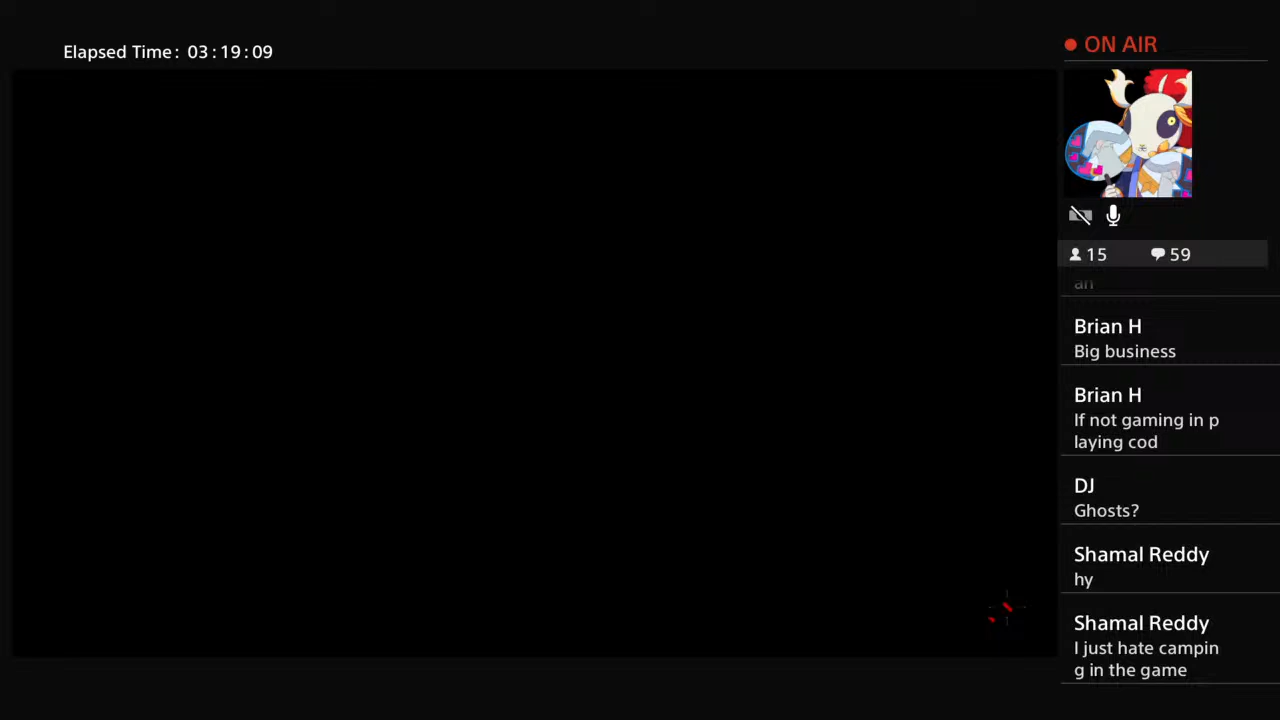 Elapsed Time: 03:19:09
ON AIR
15 59
an
Brian H
Big business
Brian H
If not gaming in p
laying cod
DJ
Ghosts?
Shamal Reddy
hy
Shamal Reddy
I just hate campin
g in the game